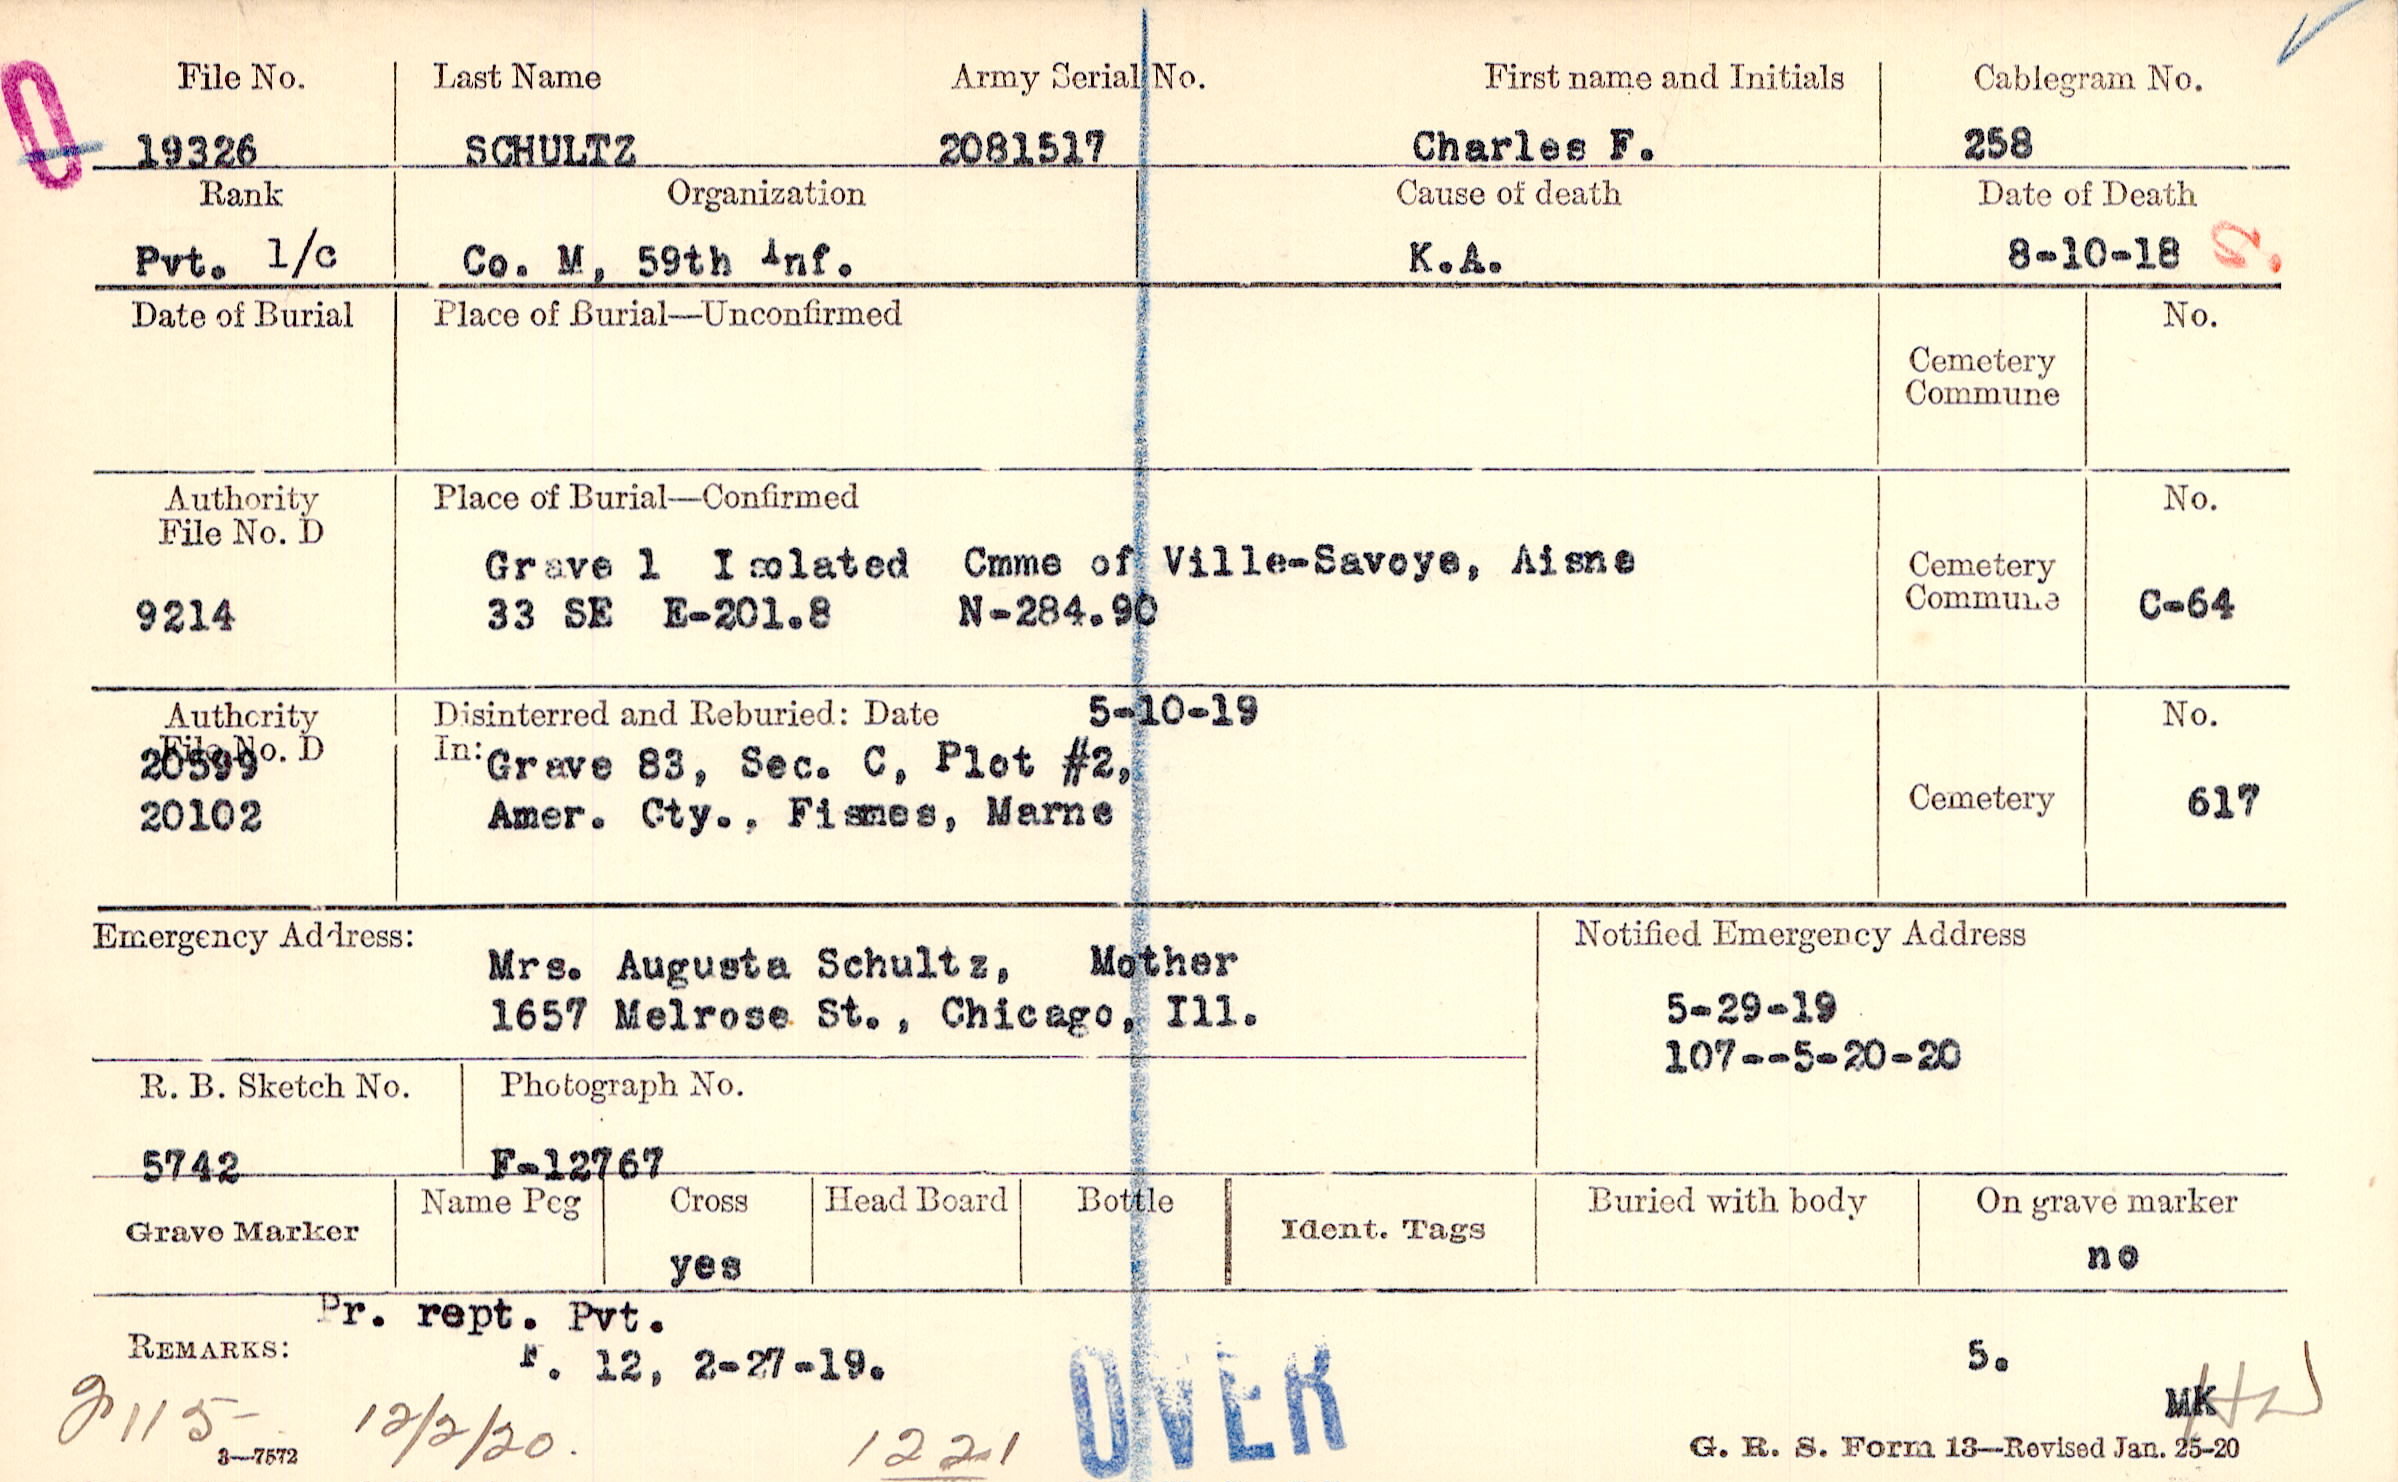 File No. Last Name Army Serial No. First name and Initials Cablegram No.
19326 SCHULTZ 2081517 Charles F. 258
Rank Organization Cause of death Date of Death
Pvt. 1/c Co. M, 59th Inf. K.A. 8-10-18 S.
Date of Burial Place of Burial—Unconfirmed No.
Cemetery
Commune
Authority Place of Burial—Confirmed No.
File No. D
Grave 1 Isolated Cmme of Ville-Savoye, Aisne Cemetery
9214 33 SE E-201.8 N-284.90 Commune C-64
Authority Disinterred and Reburied: Date 5-10-19 No.
File No. D In:
20599 Grave 83, Sec. C, Plot #2,
20102 Amer. Cty., Fismes, Marne Cemetery 617
Emergency Address: Notified Emergency Address
Mrs. Augusta Schultz, Mother
1657 Melrose St., Chicago, Ill. 5-29-19
107--5-20-20
R. B. Sketch No. Photograph No.
5742 F-12767
Grave Marker Name Peg Cross Head Board Bottle Ident. Tags Buried with body On grave marker
yes no
Pr. rept. Pvt.
REMARKS: F. 12, 2-27-19. 5.
MK
115 12/2/20. 1221 OVER
3—7572 G. R. S. Form 13—Revised Jan. 25-20